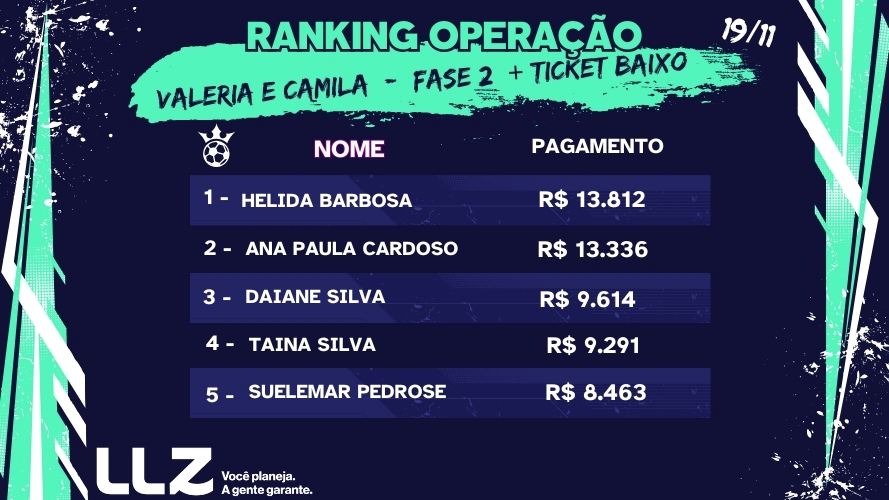 RANKING OPERAÇÃO
19/11
VALERIA E CAMILA - FASE 2 + TICKET BAIXO
NOME PAGAMENTO
1 - HELIDA BARBOSA R$ 13.812
2 - ANA PAULA CARDOSO R$ 13.336
3 - DAIANE SILVA R$ 9.614
4 - TAINA SILVA R$ 9.291
5 - SUELEMAR PEDROSE R$ 8.463
LLZ
Você planeja.
A gente garante.